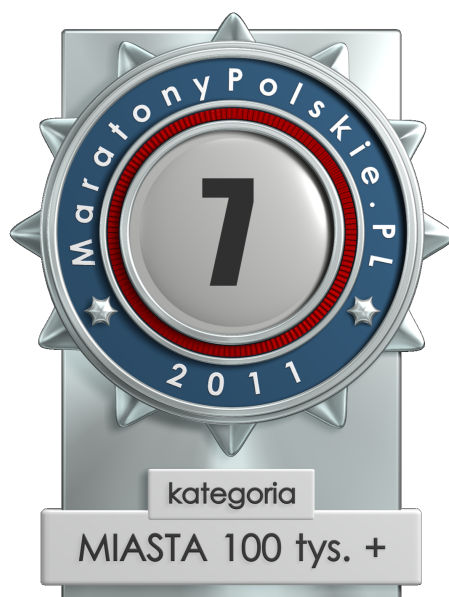 MaratonyPolskie.PL
7
2011
kategoria
MIASTA 100 tys. +